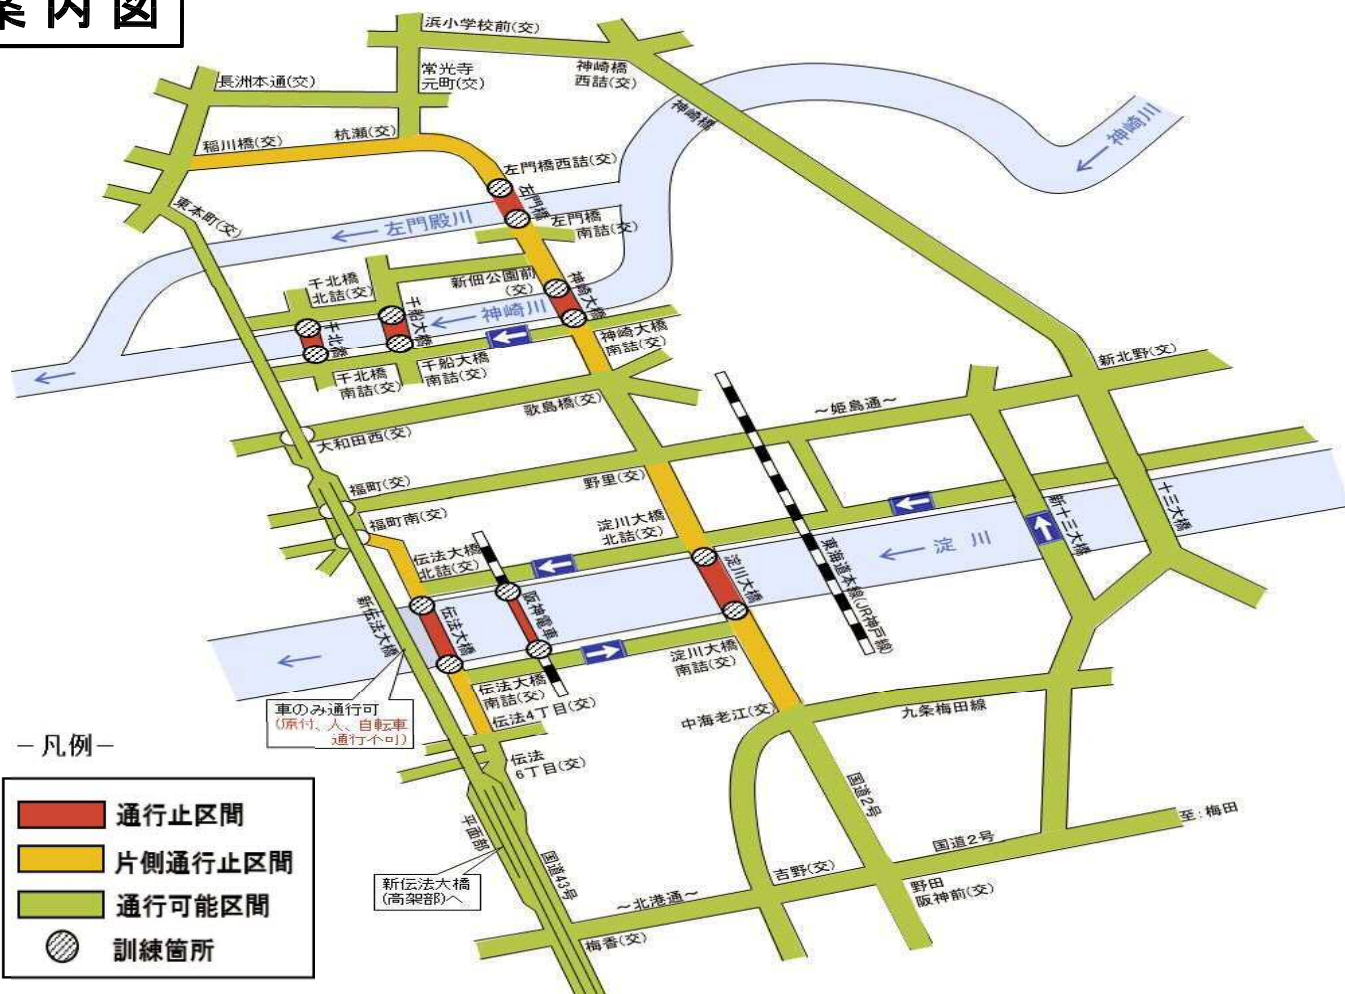 案内図
浜小学校前(交)
長洲本通(交)
常光寺
元町(交)
神崎橋
西詰(交)
神崎橋
←神崎川
稲川橋(交)
杭瀬(交)
左門橋西詰(交)
左門橋
東本町(交)
←左門殿川
左門橋
南詰(交)
千北橋
北詰(交)
新佃公園前
(交)
神崎大橋
千船大橋
←神崎川
千北橋
神崎大橋
南詰(交)
千北橋
南詰(交)
千船大橋
南詰(交)
新北野(交)
歌島橋(交)
～姫島通～
大和田西(交)
福町(交)
野里(交)
福町南(交)
淀川大橋
北詰(交)
新十三大橋
十三大橋
伝法大橋
北詰(交)
淀川大橋
東海道本線(JR神戸線)
←淀川
新伝法大橋
伝法大橋
阪神電車
淀川大橋
南詰(交)
伝法大橋
南詰(交)
車のみ通行可
(原付、人、自転車
通行不可)
伝法4丁目(交)
中海老江(交)
九条梅田線
伝法
6丁目(交)
国道2号
平面部
国道43号
国道2号
至:梅田
新伝法大橋
(高架部)へ
吉野(交)
野田
阪神前(交)
～北港通～
梅香(交)
－凡例－
通行止区間
片側通行止区間
通行可能区間
訓練箇所